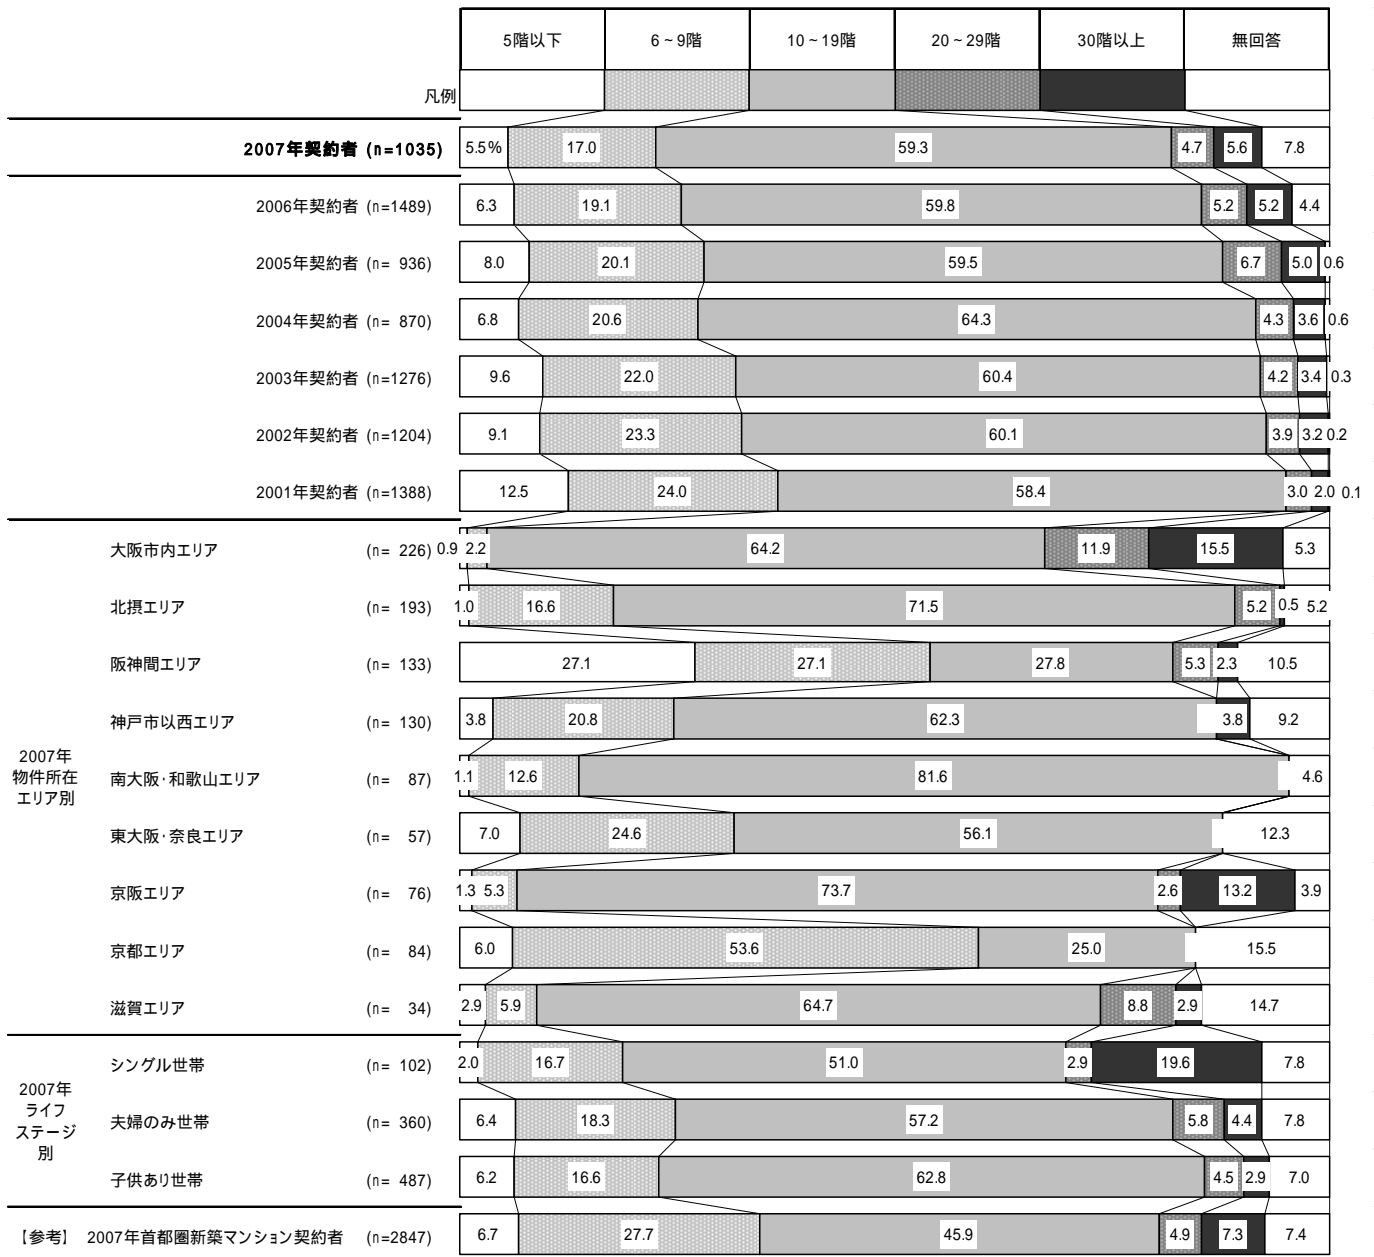 5階以下 6～9階 10～19階 20～29階 30階以上 無回答
凡例
2007年契約者 (n=1035) 5.5% 17.0 59.3 4.7 5.6 7.8
2006年契約者 (n=1489) 6.3 19.1 59.8 5.2 5.2 4.4
2005年契約者 (n= 936) 8.0 20.1 59.5 6.7 5.0 0.6
2004年契約者 (n= 870) 6.8 20.6 64.3 4.3 3.6 0.6
2003年契約者 (n=1276) 9.6 22.0 60.4 4.2 3.4 0.3
2002年契約者 (n=1204) 9.1 23.3 60.1 3.9 3.2 0.2
2001年契約者 (n=1388) 12.5 24.0 58.4 3.0 2.0 0.1
2007年
物件所在
エリア別
大阪市内エリア (n= 226) 0.9 2.2 64.2 11.9 15.5 5.3
北摂エリア (n= 193) 1.0 16.6 71.5 5.2 0.5 5.2
阪神間エリア (n= 133) 27.1 27.1 27.8 5.3 2.3 10.5
神戸市以西エリア (n= 130) 3.8 20.8 62.3 3.8 9.2
南大阪・和歌山エリア (n= 87) 1.1 12.6 81.6 4.6
東大阪・奈良エリア (n= 57) 7.0 24.6 56.1 12.3
京阪エリア (n= 76) 1.3 5.3 73.7 2.6 13.2 3.9
京都エリア (n= 84) 6.0 53.6 25.0 15.5
滋賀エリア (n= 34) 2.9 5.9 64.7 8.8 2.9 14.7
2007年
ライフ
ステージ
別
シングル世帯 (n= 102) 2.0 16.7 51.0 2.9 19.6 7.8
夫婦のみ世帯 (n= 360) 6.4 18.3 57.2 5.8 4.4 7.8
子供あり世帯 (n= 487) 6.2 16.6 62.8 4.5 2.9 7.0
【参考】 2007年首都圏新築マンション契約者 (n=2847) 6.7 27.7 45.9 4.9 7.3 7.4